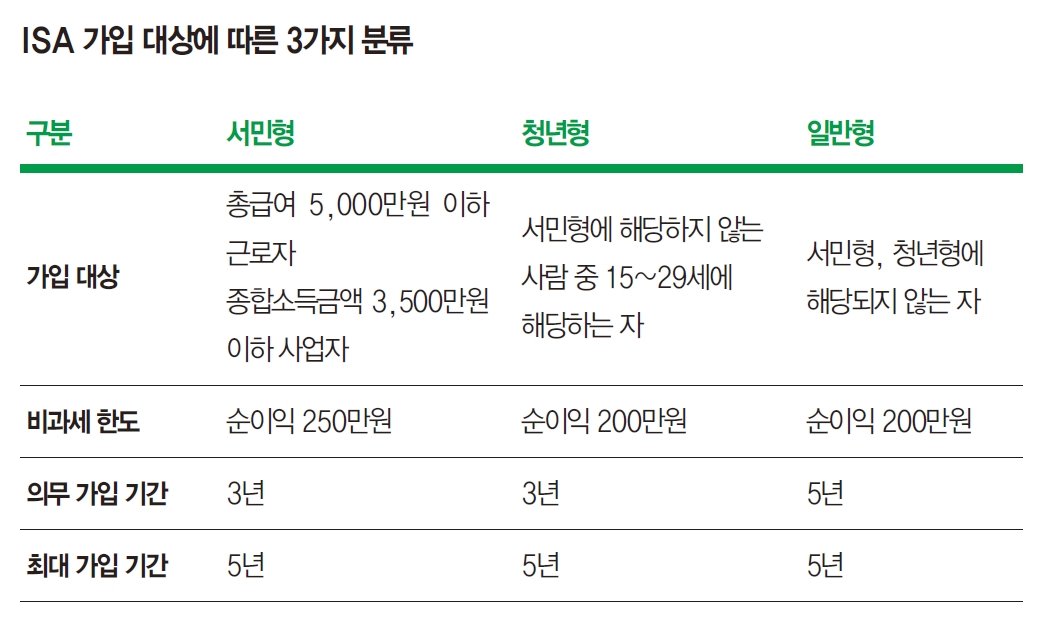 ISA 가입 대상에 따른 3가지 분류
구분 서민형 청년형 일반형
가입 대상
총급여 5,000만원 이하
근로자
종합소득금액 3,500만원
이하 사업자
서민형에 해당하지 않는
사람 중 15~29세에
해당하는 자
서민형, 청년형에
해당되지 않는 자
비과세 한도 순이익 250만원 순이익 200만원 순이익 200만원
의무 가입 기간 3년 3년 5년
최대 가입 기간 5년 5년 5년